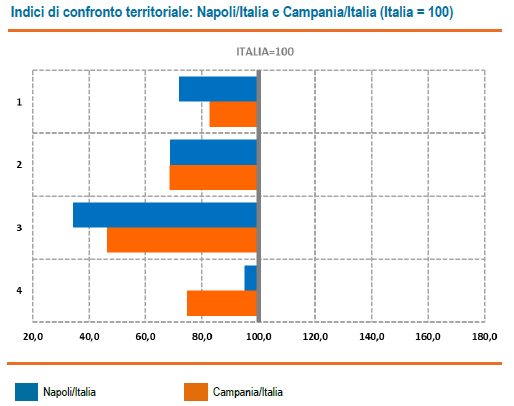 Indici di confronto territoriale: Napoli/Italia e Campania/Italia (Italia = 100)
ITALIA=100
1
2
3
4
20,0 40,0 60,0 80,0 100,0 120,0 140,0 160,0 180,0
Napoli/Italia Campania/Italia